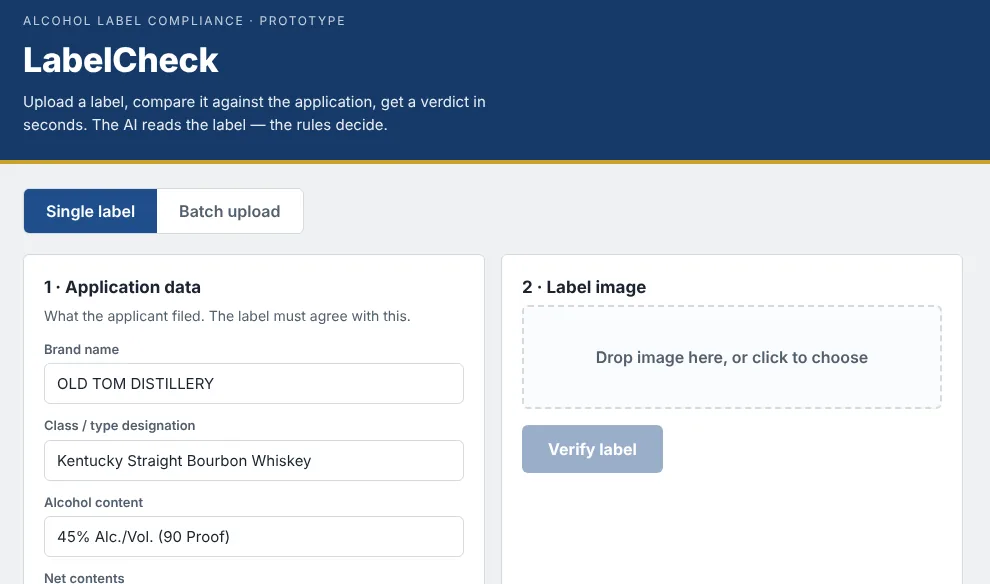 ALCOHOL LABEL COMPLIANCE · PROTOTYPE
LabelCheck
Upload a label, compare it against the application, get a verdict in
seconds. The AI reads the label — the rules decide.
Single label
Batch upload
1 · Application data
What the applicant filed. The label must agree with this.
Brand name
OLD TOM DISTILLERY
Class / type designation
Kentucky Straight Bourbon Whiskey
Alcohol content
45% Alc./Vol. (90 Proof)
Net contents
2 · Label image
Drop image here, or click to choose
Verify label